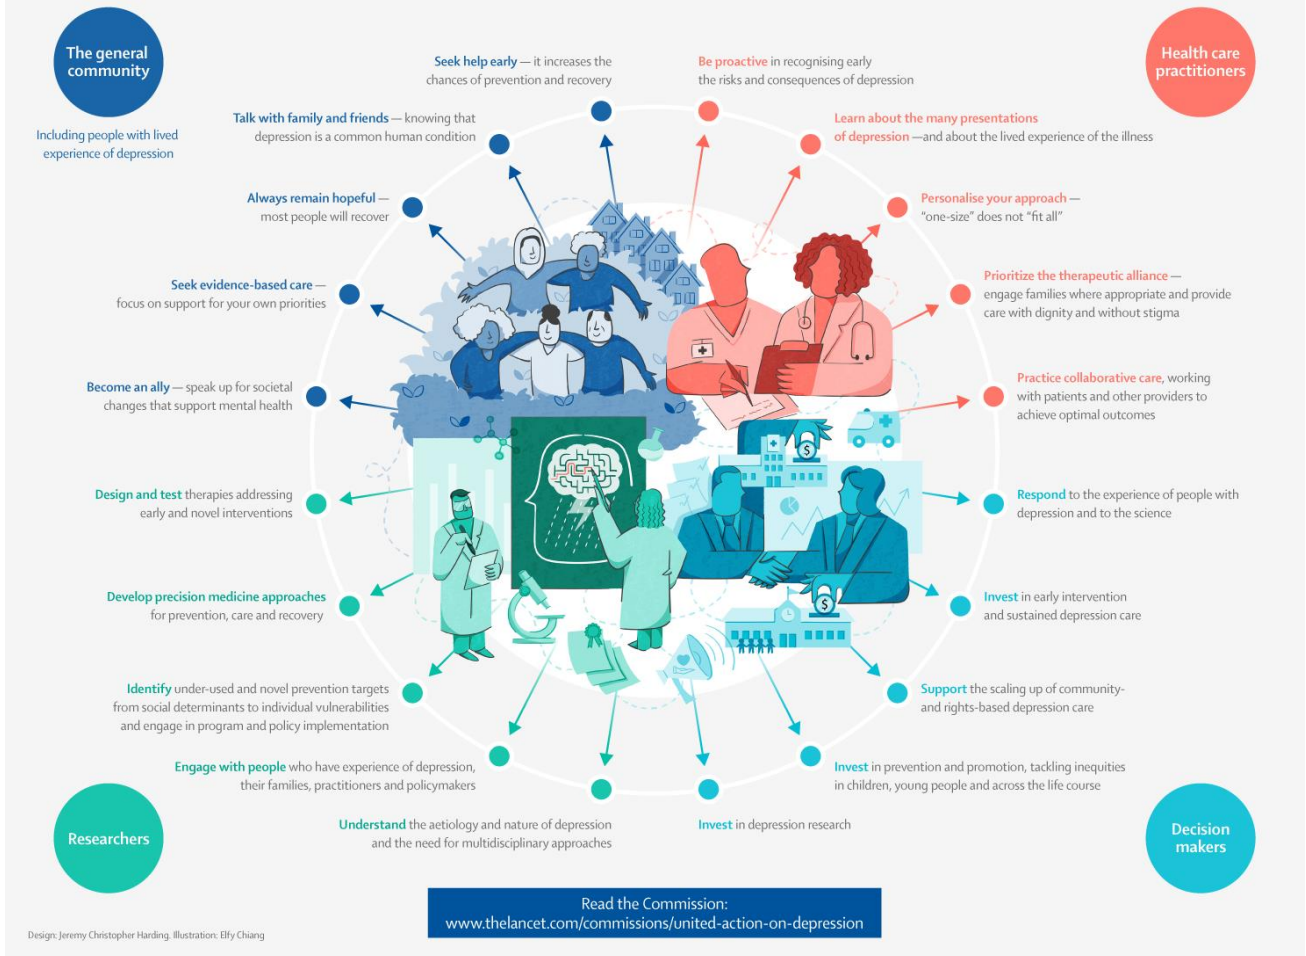 The general
community
Including people with lived
experience of depression
Seek help early — it increases the
chances of prevention and recovery
Talk with family and friends — knowing that
depression is a common human condition
Always remain hopeful —
most people will recover
Seek evidence-based care —
focus on support for your own priorities
Become an ally — speak up for societal
changes that support mental health
Health care
practitioners
Be proactive in recognising early
the risks and consequences of depression
Learn about the many presentations
of depression —and about the lived experience of the illness
Personalise your approach —
“one-size” does not “fit all”
Prioritize the therapeutic alliance —
engage families where appropriate and provide
care with dignity and without stigma
Practice collaborative care, working
with patients and other providers to
achieve optimal outcomes
Design and test therapies addressing
early and novel interventions
Develop precision medicine approaches
for prevention, care and recovery
Identify under-used and novel prevention targets
from social determinants to individual vulnerabilities
and engage in program and policy implementation
Engage with people who have experience of depression,
their families, practitioners and policymakers
Understand the aetiology and nature of depression
and the need for multidisciplinary approaches
Researchers
$
$
Respond to the experience of people with
depression and to the science
Invest in early intervention
and sustained depression care
Support the scaling up of community-
and rights-based depression care
Invest in prevention and promotion, tackling inequities
in children, young people and across the life course
Invest in depression research
Decision
makers
Read the Commission:
www.thelancet.com/commissions/united-action-on-depression
Design: Jeremy Christopher Harding. Illustration: Elfy Chiang